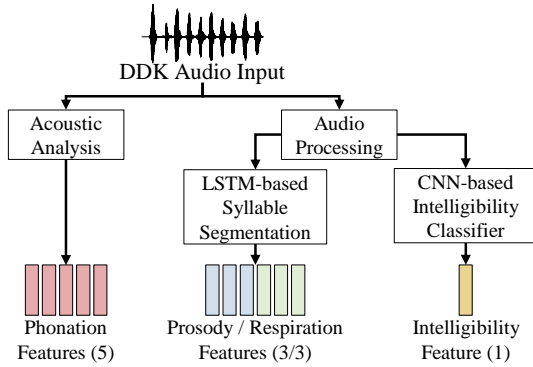 DDK Audio Input
Acoustic
Analysis
Audio
Processing
LSTM-based
Syllable
Segmentation
CNN-based
Intelligibility
Classifier
Phonation
Features (5)
Prosody / Respiration
Features (3/3)
Intelligibility
Feature (1)